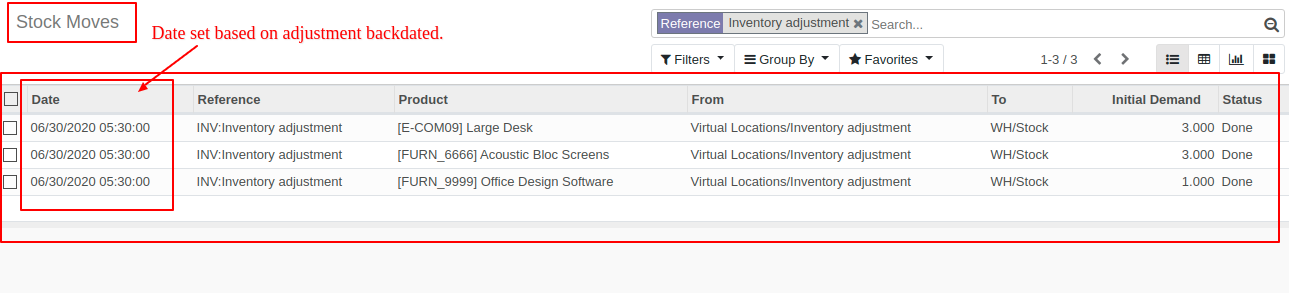 Stock Moves
Date set based on adjustment backdated.
Reference Inventory adjustment Search...
Filters Group By Favorites 1-3 / 3
Date Reference Product From To Initial Demand Status
06/30/2020 05:30:00 INV:Inventory adjustment [E-COM09] Large Desk Virtual Locations/Inventory adjustment WH/Stock 3.000 Done
06/30/2020 05:30:00 INV:Inventory adjustment [FURN_6666] Acoustic Bloc Screens Virtual Locations/Inventory adjustment WH/Stock 3.000 Done
06/30/2020 05:30:00 INV:Inventory adjustment [FURN_9999] Office Design Software Virtual Locations/Inventory adjustment WH/Stock 1.000 Done